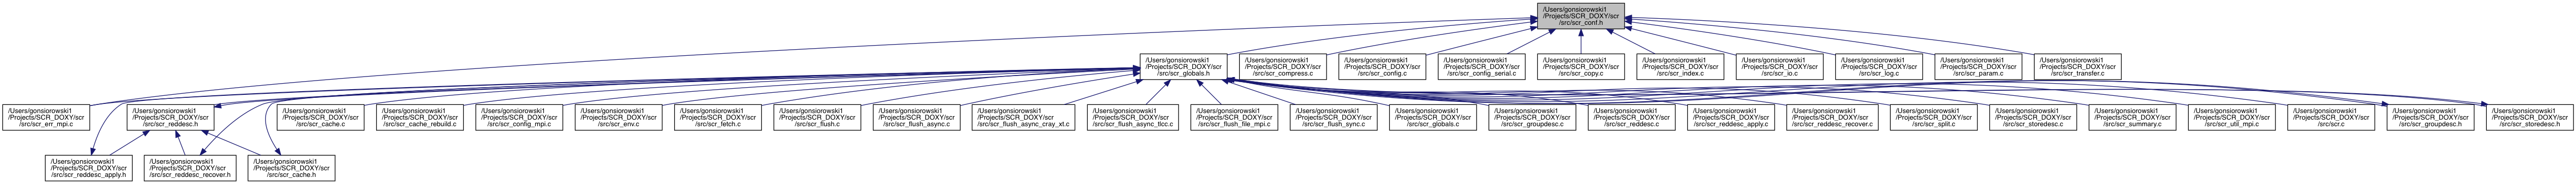 /Users/gonsiorowski1
/Projects/SCR_DOXY/scr
/src/scr_conf.h
/Users/gonsiorowski1
/Projects/SCR_DOXY/scr
/src/scr_globals.h
/Users/gonsiorowski1
/Projects/SCR_DOXY/scr
/src/scr_compress.c
/Users/gonsiorowski1
/Projects/SCR_DOXY/scr
/src/scr_config.c
/Users/gonsiorowski1
/Projects/SCR_DOXY/scr
/src/scr_config_serial.c
/Users/gonsiorowski1
/Projects/SCR_DOXY/scr
/src/scr_copy.c
/Users/gonsiorowski1
/Projects/SCR_DOXY/scr
/src/scr_index.c
/Users/gonsiorowski1
/Projects/SCR_DOXY/scr
/src/scr_io.c
/Users/gonsiorowski1
/Projects/SCR_DOXY/scr
/src/scr_log.c
/Users/gonsiorowski1
/Projects/SCR_DOXY/scr
/src/scr_param.c
/Users/gonsiorowski1
/Projects/SCR_DOXY/scr
/src/scr_transfer.c
/Users/gonsiorowski1
/Projects/SCR_DOXY/scr
/src/scr_err_mpi.c
/Users/gonsiorowski1
/Projects/SCR_DOXY/scr
/src/scr_reddesc.h
/Users/gonsiorowski1
/Projects/SCR_DOXY/scr
/src/scr_cache.c
/Users/gonsiorowski1
/Projects/SCR_DOXY/scr
/src/scr_cache_rebuild.c
/Users/gonsiorowski1
/Projects/SCR_DOXY/scr
/src/scr_config_mpi.c
/Users/gonsiorowski1
/Projects/SCR_DOXY/scr
/src/scr_env.c
/Users/gonsiorowski1
/Projects/SCR_DOXY/scr
/src/scr_fetch.c
/Users/gonsiorowski1
/Projects/SCR_DOXY/scr
/src/scr_flush.c
/Users/gonsiorowski1
/Projects/SCR_DOXY/scr
/src/scr_flush_async.c
/Users/gonsiorowski1
/Projects/SCR_DOXY/scr
/src/scr_flush_async_cray_xt.c
/Users/gonsiorowski1
/Projects/SCR_DOXY/scr
/src/scr_flush_async_tlcc.c
/Users/gonsiorowski1
/Projects/SCR_DOXY/scr
/src/scr_flush_file_mpi.c
/Users/gonsiorowski1
/Projects/SCR_DOXY/scr
/src/scr_flush_sync.c
/Users/gonsiorowski1
/Projects/SCR_DOXY/scr
/src/scr_globals.c
/Users/gonsiorowski1
/Projects/SCR_DOXY/scr
/src/scr_groupdesc.c
/Users/gonsiorowski1
/Projects/SCR_DOXY/scr
/src/scr_reddesc.c
/Users/gonsiorowski1
/Projects/SCR_DOXY/scr
/src/scr_reddesc_apply.c
/Users/gonsiorowski1
/Projects/SCR_DOXY/scr
/src/scr_reddesc_recover.c
/Users/gonsiorowski1
/Projects/SCR_DOXY/scr
/src/scr_split.c
/Users/gonsiorowski1
/Projects/SCR_DOXY/scr
/src/scr_storedesc.c
/Users/gonsiorowski1
/Projects/SCR_DOXY/scr
/src/scr_summary.c
/Users/gonsiorowski1
/Projects/SCR_DOXY/scr
/src/scr_util_mpi.c
/Users/gonsiorowski1
/Projects/SCR_DOXY/scr
/src/scr.c
/Users/gonsiorowski1
/Projects/SCR_DOXY/scr
/src/scr_groupdesc.h
/Users/gonsiorowski1
/Projects/SCR_DOXY/scr
/src/scr_storedesc.h
/Users/gonsiorowski1
/Projects/SCR_DOXY/scr
/src/scr_reddesc_apply.h
/Users/gonsiorowski1
/Projects/SCR_DOXY/scr
/src/scr_reddesc_recover.h
/Users/gonsiorowski1
/Projects/SCR_DOXY/scr
/src/scr_cache.h